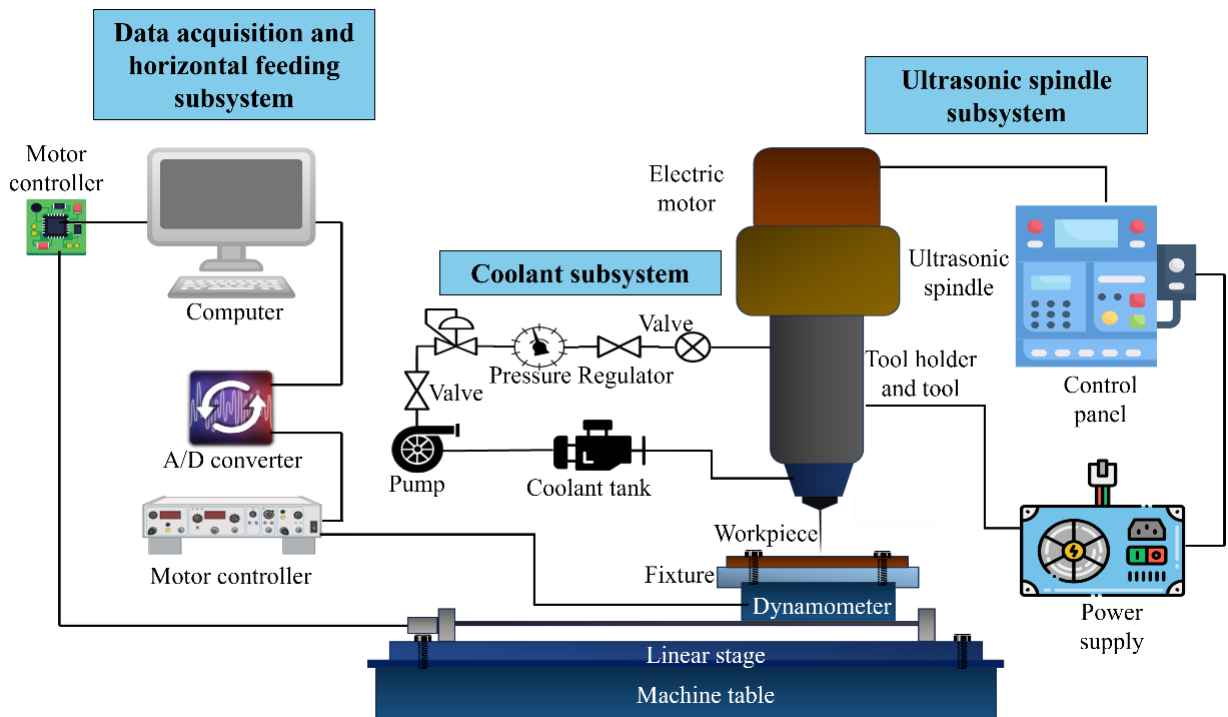 Data acquisition and
horizontal feeding
subsystem
Ultrasonic spindle
subsystem
Motor
controller
Electric
motor
Coolant subsystem
Ultrasonic
spindle
Computer
Valve
Pressure Regulator
Valve
Tool holder
and tool
Control
panel
A/D converter
Pump
Coolant tank
Workpiece
Motor controller
Fixture
Dynamometer
Power
supply
Linear stage
Machine table